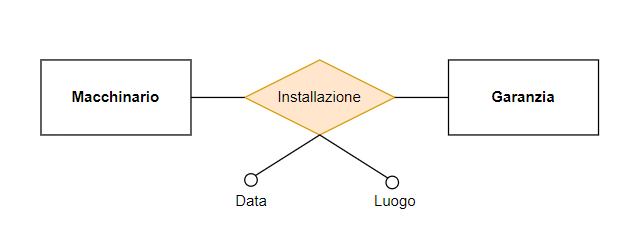 Macchinario
Installazione
Garanzia
Data
Luogo